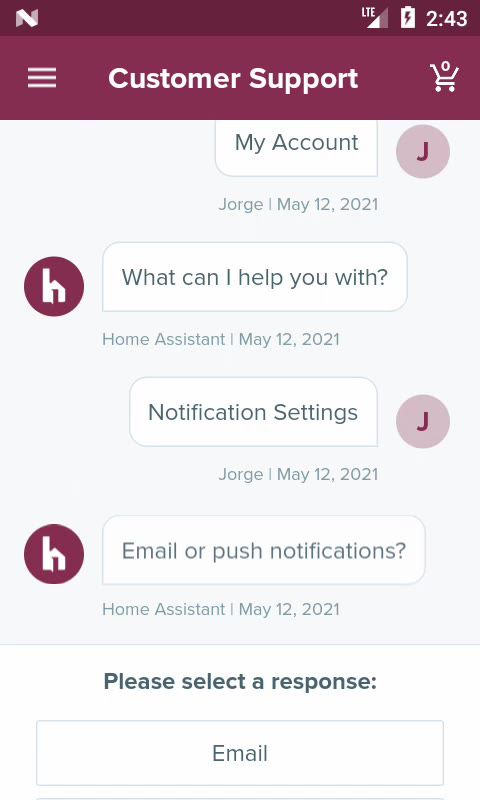 LTE
2:43
Customer Support
0
My Account
J
Jorge | May 12, 2021
h
What can I help you with?
Home Assistant | May 12, 2021
Notification Settings
J
Jorge | May 12, 2021
h
Email or push notifications?
Home Assistant | May 12, 2021
Please select a response:
Email